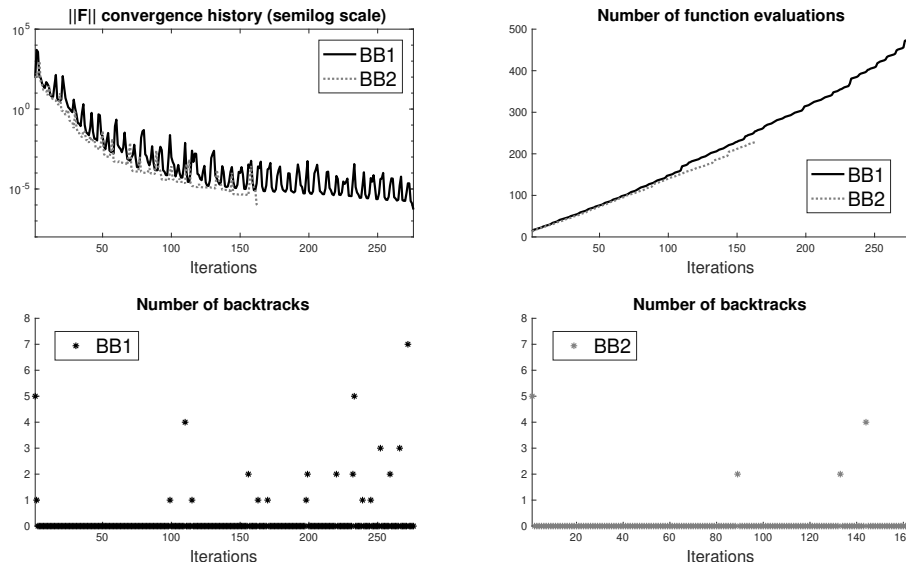 ||F|| convergence history (semilog scale)
10^5
10^0
10^-5
BB1
BB2
50 100 150 200 250
Iterations
Number of function evaluations
500
400
300
200
100
0
BB1
BB2
50 100 150 200 250
Iterations
Number of backtracks
8
7
6
5
4
3
2
1
0
BB1
50 100 150 200 250
Iterations
Number of backtracks
8
7
6
5
4
3
2
1
0
BB2
20 40 60 80 100 120 140 160
Iterations